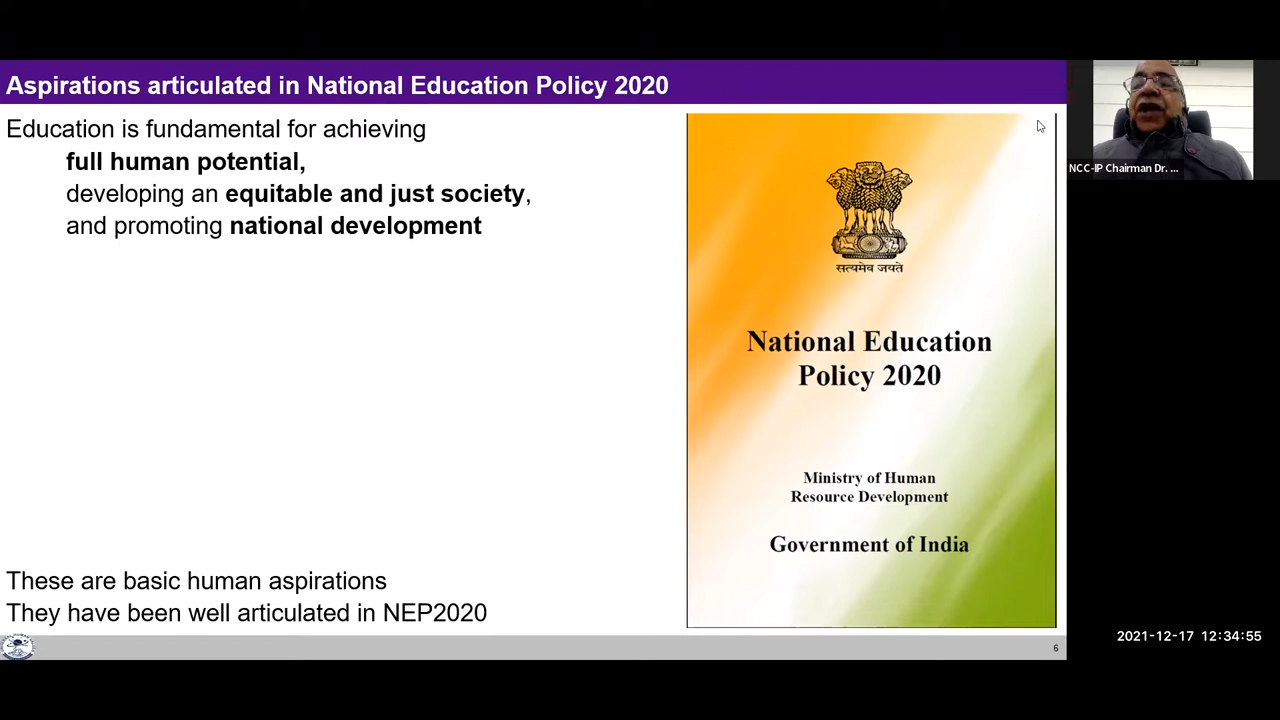 Aspirations articulated in National Education Policy 2020
Education is fundamental for achieving
full human potential,
developing an equitable and just society,
and promoting national development
These are basic human aspirations
They have been well articulated in NEP2020
सत्यमेव जयते
National Education
Policy 2020
Ministry of Human
Resource Development
Government of India
6
NCC-IP Chairman Dr. ...
2021-12-17 12:34:55